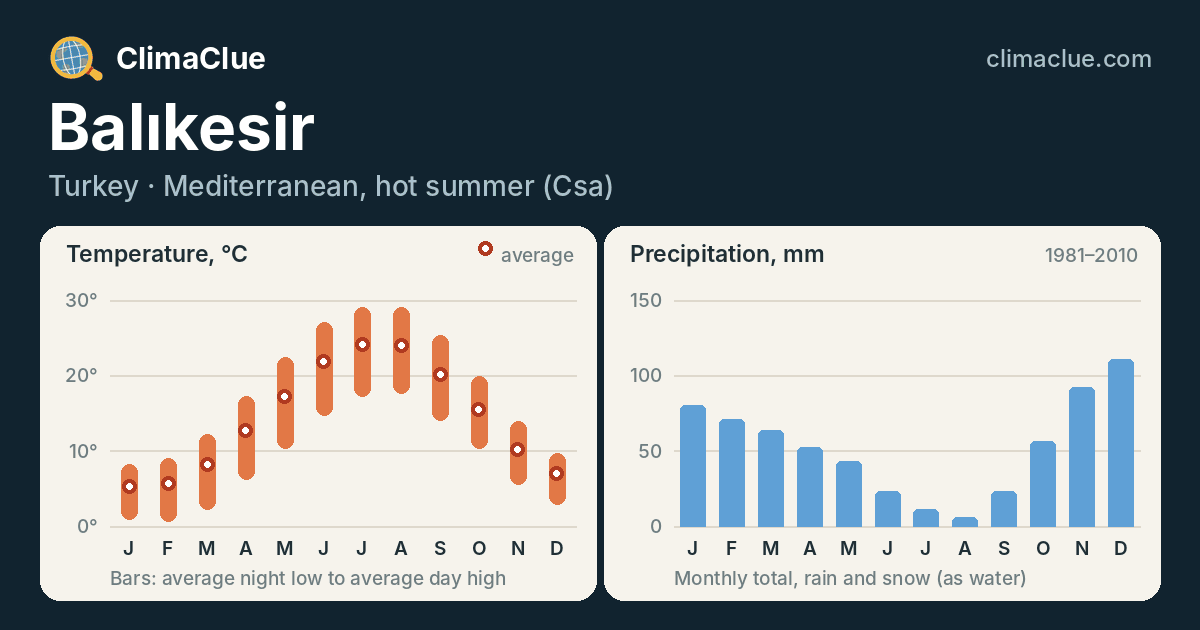 ClimaClue
climaclue.com
Balıkesir
Turkey · Mediterranean, hot summer (Csa)
Temperature, °C
average
30°
20°
10°
0°
J F M A M J J A S O N D
Bars: average night low to average day high
Precipitation, mm
1981–2010
150
100
50
0
J F M A M J J A S O N D
Monthly total, rain and snow (as water)